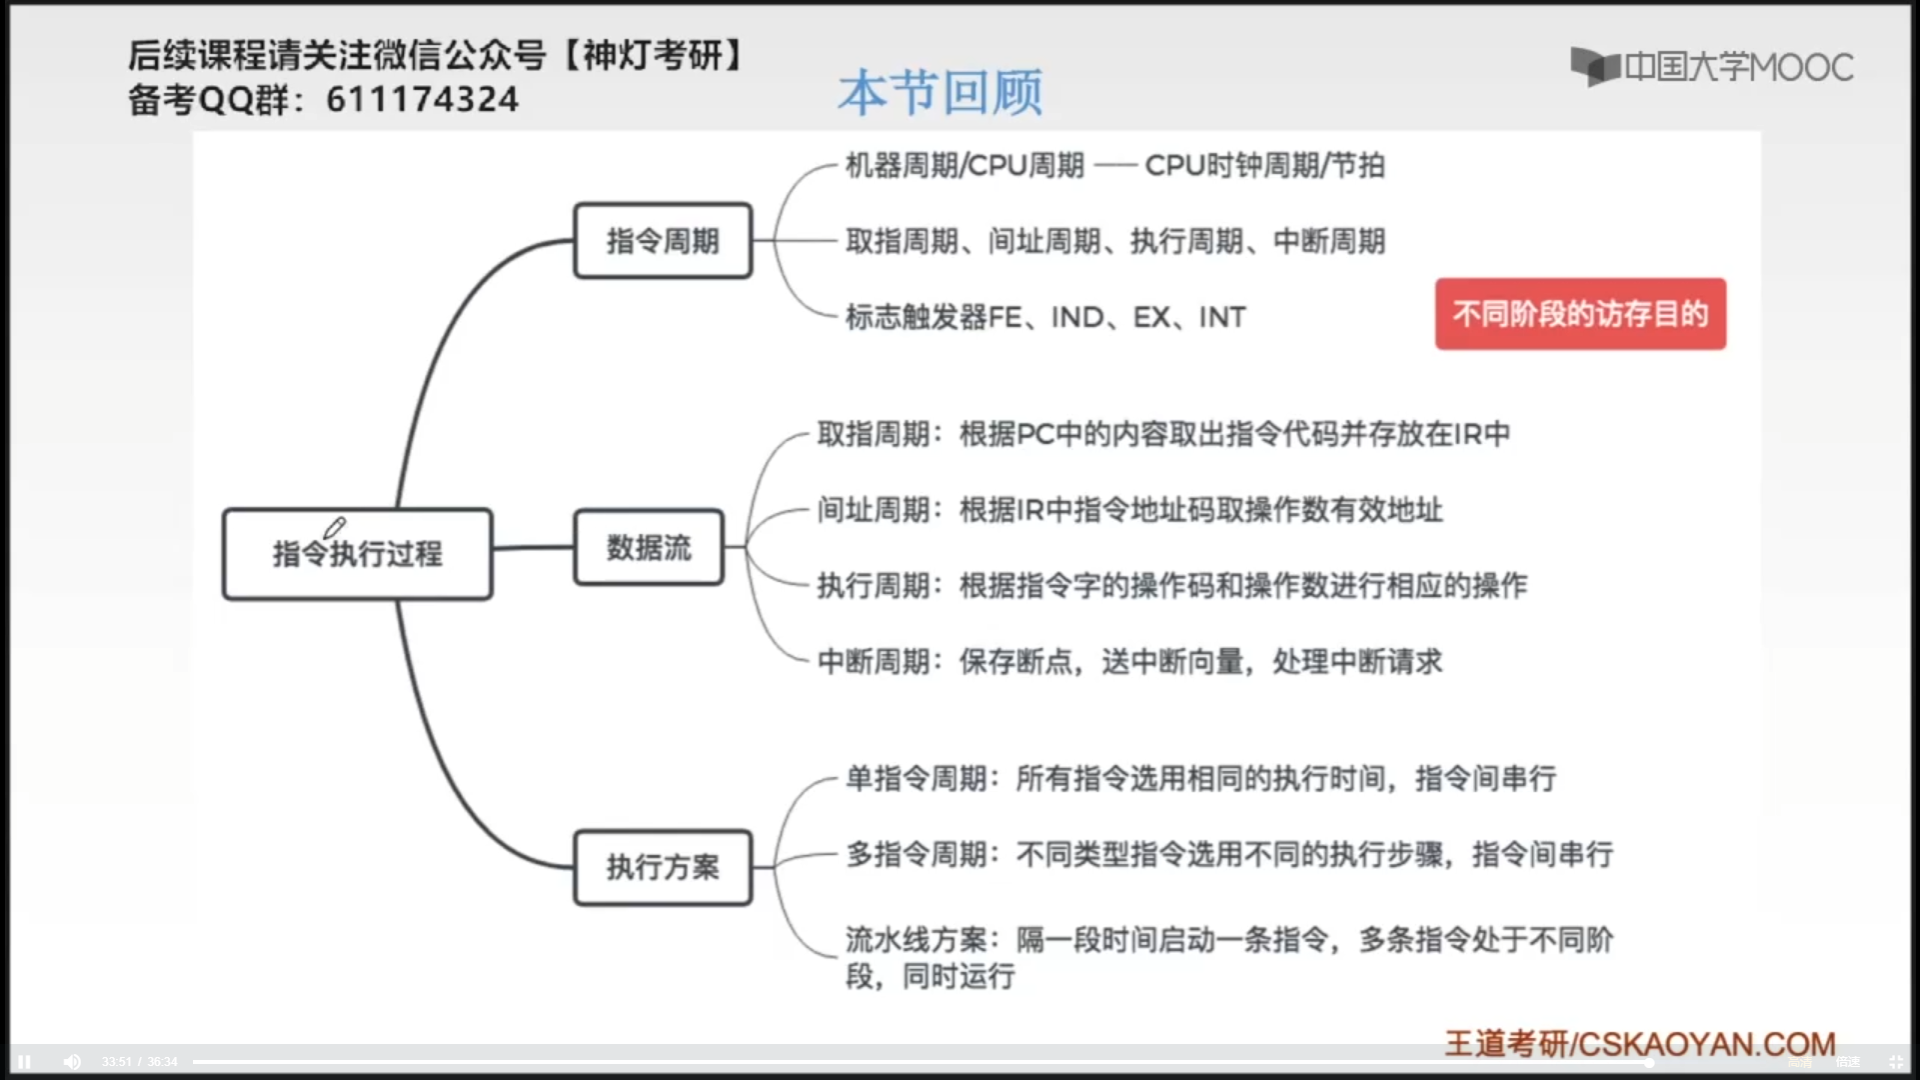 后续课程请关注微信公众号【神灯考研】
备考QQ群：611174324
中国大学MOOC
本节回顾
机器周期/CPU周期 —— CPU时钟周期/节拍
指令周期
取指周期、间址周期、执行周期、中断周期
标志触发器FE、IND、EX、INT
不同阶段的访存目的
取指周期：根据PC中的内容取出指令代码并存放在IR中
间址周期：根据IR中指令地址码取操作数有效地址
指令执行过程
数据流
执行周期：根据指令字的操作码和操作数进行相应的操作
中断周期：保存断点，送中断向量，处理中断请求
单指令周期：所有指令选用相同的执行时间，指令间串行
执行方案
多指令周期：不同类型指令选用不同的执行步骤，指令间串行
流水线方案：隔一段时间启动一条指令，多条指令处于不同阶
段，同时运行
王道考研/CSKAOYAN.COM
33:51 / 36:34
倍速